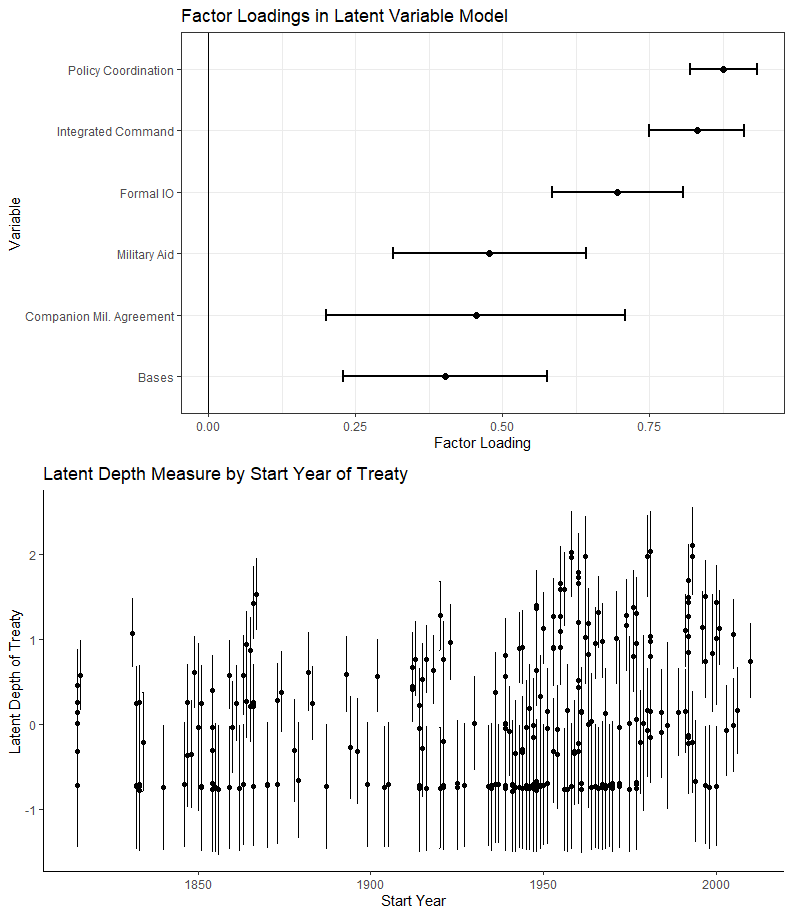 Factor Loadings in Latent Variable Model
Variable
Policy Coordination
Integrated Command
Formal IO
Military Aid
Companion Mil. Agreement
Bases
0.00 0.25 0.50 0.75
Factor Loading
Latent Depth Measure by Start Year of Treaty
Latent Depth of Treaty
2
1
0
-1
1850 1900 1950 2000
Start Year